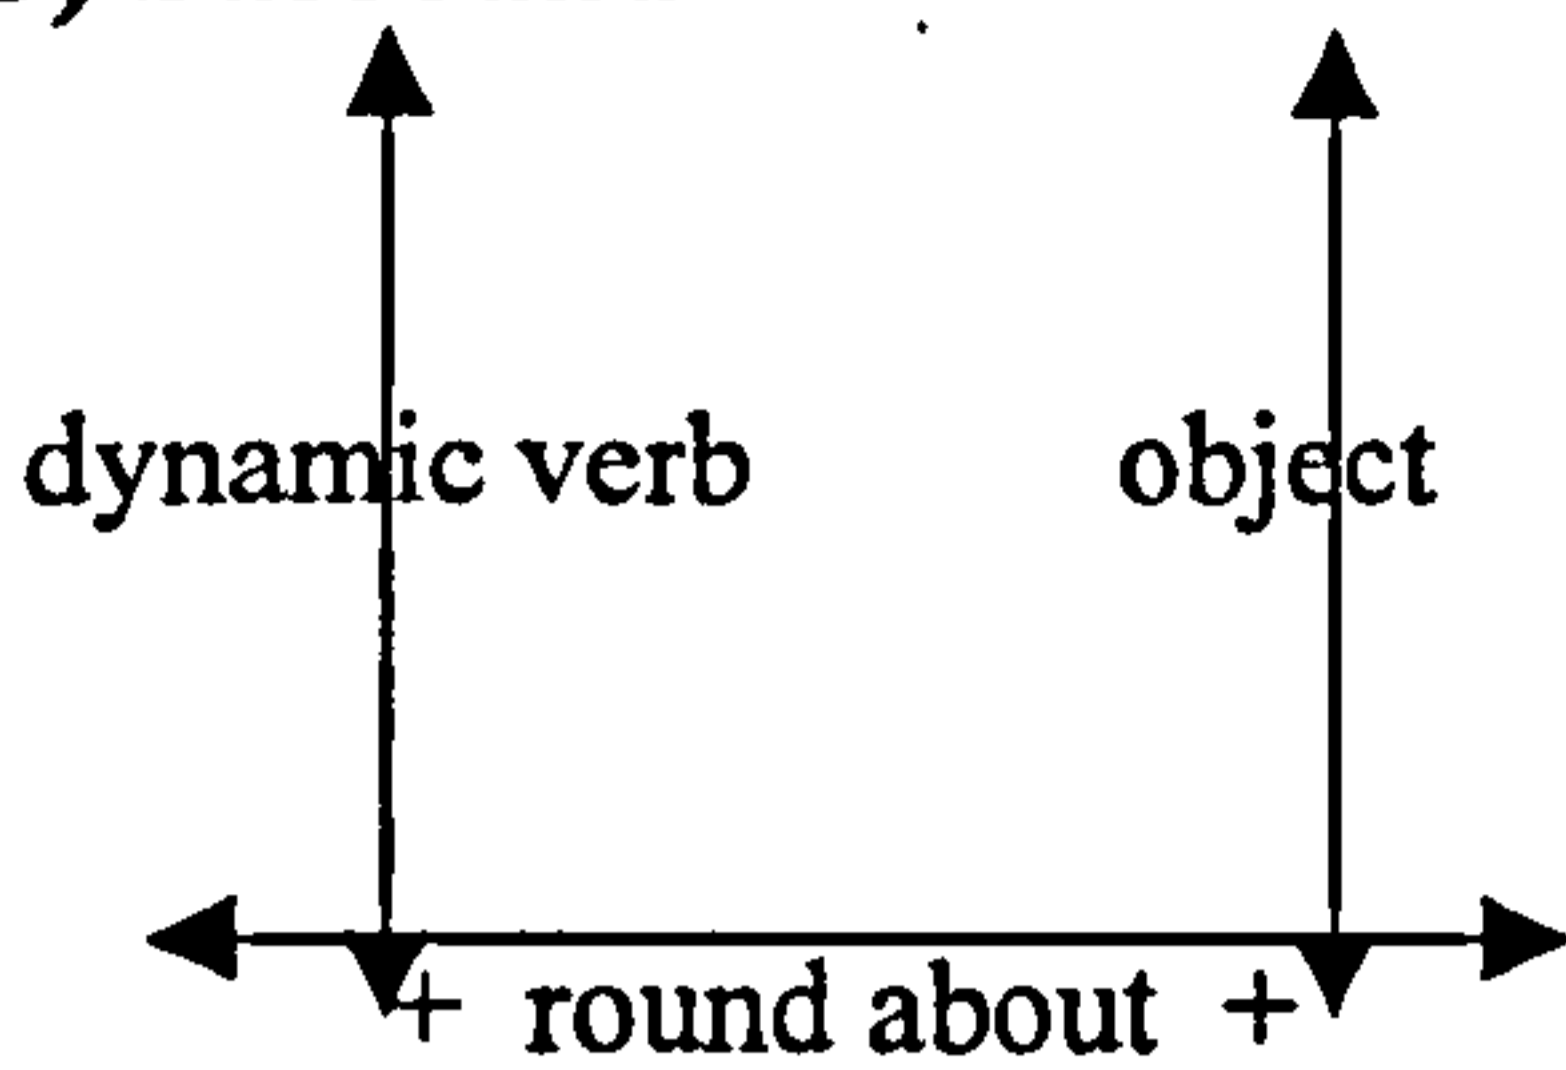 dynamic verb object
+ round about +